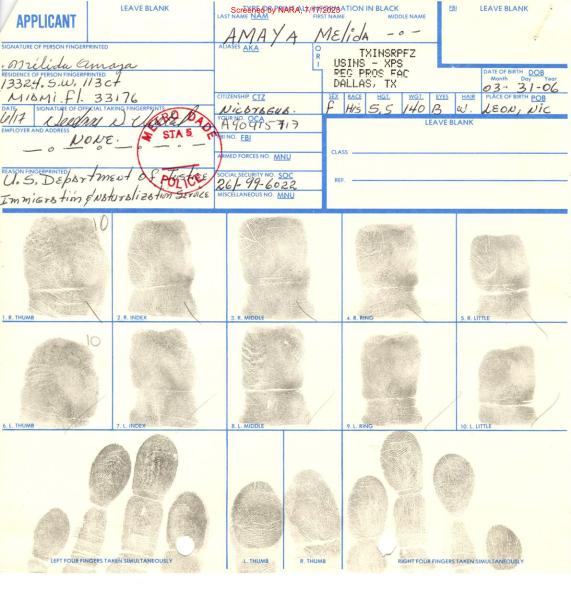 Screened by NARA, 7/17/2023
APPLICANT
LEAVE BLANK
TYPE OR PRINT ALL INFORMATION IN BLACK
FBI
LEAVE BLANK
LAST NAME NAM FIRST NAME MIDDLE NAME
AMAYA Melida -o-
SIGNATURE OF PERSON FINGERPRINTED
Melida Amaya
RESIDENCE OF PERSON FINGERPRINTED
13324. S.W. 113 CT
MIAMI. Fl. 33176
ALIASES AKA
O
R
I
TXINSRPFZ
USINS - XPS
REG PROS FAC
DALLAS, TX
DATE OF BIRTH DOB
Month Day Year
03- 31-06
DATE
SIGNATURE OF OFFICIAL TAKING FINGERPRINTS
6/17
CITIZENSHIP CTZ
SEX RACE HGT. WGT. EYES HAIR PLACE OF BIRTH POB
F His 5,5 140 B W. LEON, NIC
YOUR NO. OCA
A90415717
LEAVE BLANK
EMPLOYER AND ADDRESS
NONE.
METRO DADE
STA 5
POLICE
FBI NO. FBI
CLASS
ARMED FORCES NO. MNU
REASON FINGERPRINTED
U.S. Department of Justice
Immigration & Naturalization Service
SOCIAL SECURITY NO. SOC
261-99-6022
REF.
MISCELLANEOUS NO. MNU
10
1. R. THUMB
2. R. INDEX
3. R. MIDDLE
4. R. RING
5. R. LITTLE
10
6. L. THUMB
7. L. INDEX
8. L. MIDDLE
9. L. RING
10. L. LITTLE
LEFT FOUR FINGERS TAKEN SIMULTANEOUSLY
L. THUMB
R. THUMB
RIGHT FOUR FINGERS TAKEN SIMULTANEOUSLY